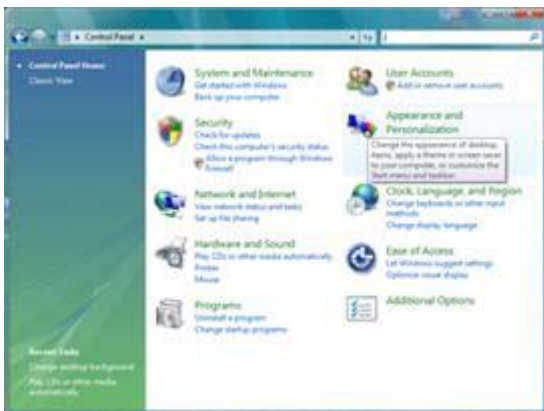 Control Panel
Control Panel Home
Classic View
System and Maintenance
Get started with Windows
Back up your computer
Security
Check for updates
Check this computer's security status
Allow a program through Windows
Firewall
Network and Internet
View network status and tasks
Set up file sharing
Hardware and Sound
Play CDs or other media automatically
Printer
Mouse
Programs
Uninstall a program
Change startup programs
User Accounts
Add or remove user accounts
Appearance and
Personalization
Change the appearance of desktop
items, apply a theme or screen saver
to your computer, or customize the
Start menu and taskbar.
Clock, Language, and Region
Change keyboards or other input
methods
Change display language
Ease of Access
Let Windows suggest settings
Optimize visual display
Additional Options
Recent Tasks
Change desktop background
Play CDs or other media
automatically